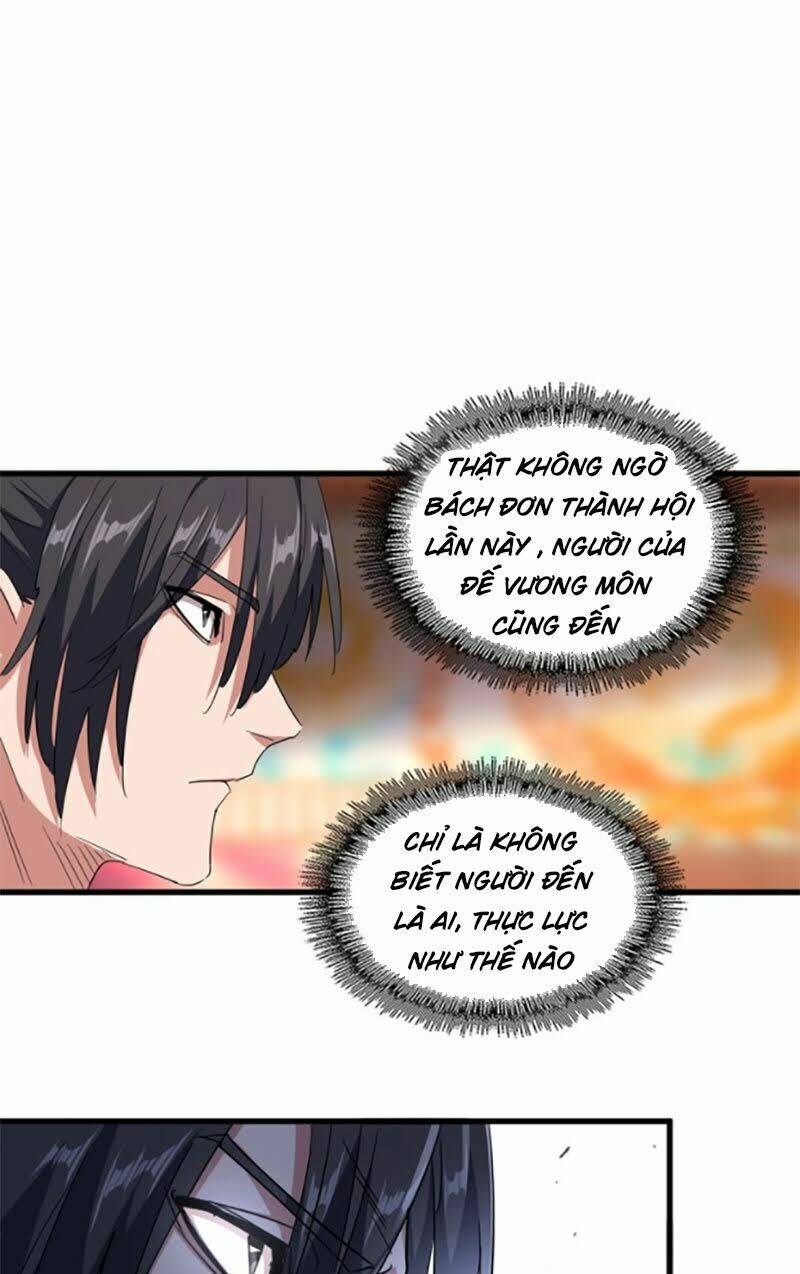 THẬT KHÔNG NGỜ
BÁCH ĐƠN THÀNH HỘI
LẦN NÀY , NGƯỜI CỦA
ĐẾ VƯƠNG MÔN
CŨNG ĐẾN
CHỈ LÀ KHÔNG
BIẾT NGƯỜI ĐẾN
LÀ AI, THỰC LỰC
NHƯ THẾ NÀO